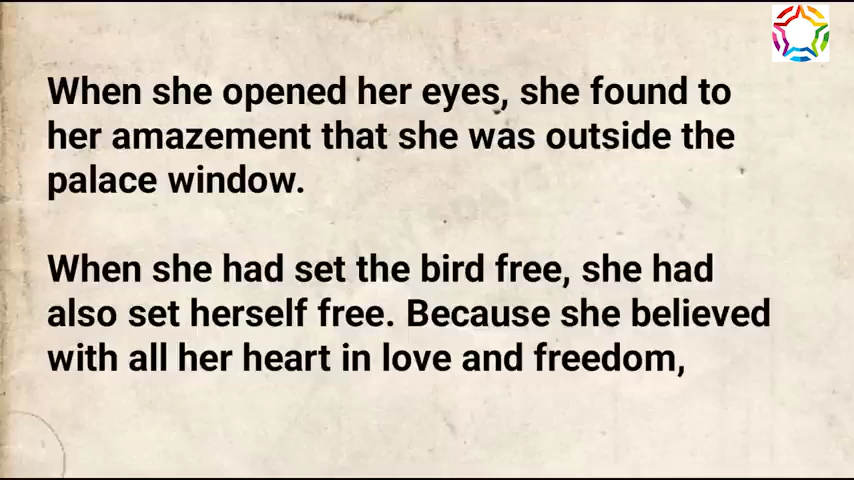 When she opened her eyes, she found to
her amazement that she was outside the
palace window.
When she had set the bird free, she had
also set herself free. Because she believed
with all her heart in love and freedom,